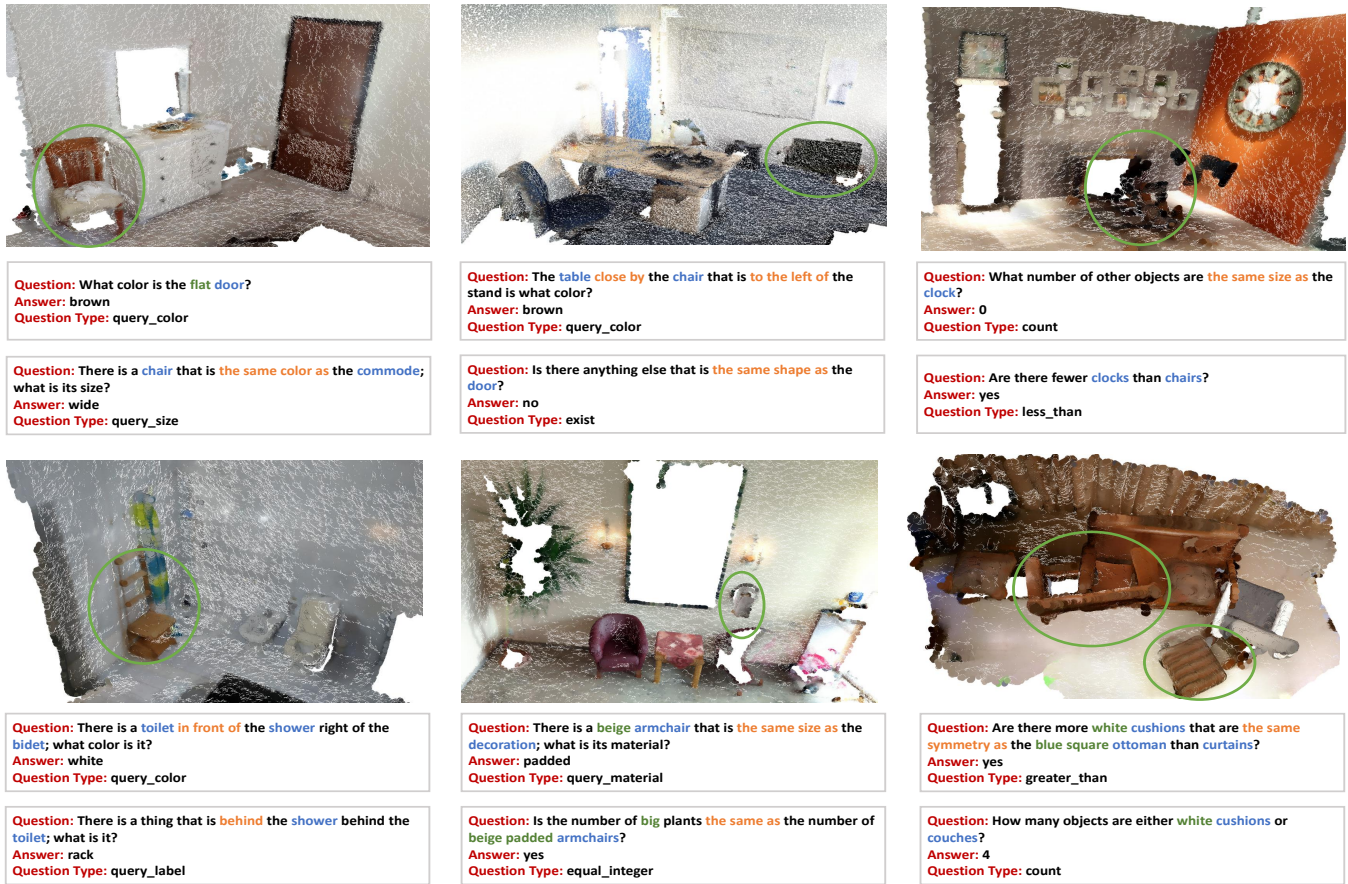 Question: What color is the flat door?
Answer: brown
Question Type: query_color
Question: The table close by the chair that is to the left of the
stand is what color?
Answer: brown
Question Type: query_color
Question: What number of other objects are the same size as the
clock?
Answer: 0
Question Type: count
Question: There is a chair that is the same color as the commode;
what is its size?
Answer: wide
Question Type: query_size
Question: Is there anything else that is the same shape as the
door?
Answer: no
Question Type: exist
Question: Are there fewer clocks than chairs?
Answer: yes
Question Type: less_than
Question: There is a toilet in front of the shower right of the
bidet; what color is it?
Answer: white
Question Type: query_color
Question: There is a beige armchair that is the same size as the
decoration; what is its material?
Answer: padded
Question Type: query_material
Question: Are there more white cushions that are the same
symmetry as the blue square ottoman than curtains?
Answer: yes
Question Type: greater_than
Question: There is a thing that is behind the shower behind the
toilet; what is it?
Answer: rack
Question Type: query_label
Question: Is the number of big plants the same as the number of
beige padded armchairs?
Answer: yes
Question Type: equal_integer
Question: How many objects are either white cushions or
couches?
Answer: 4
Question Type: count